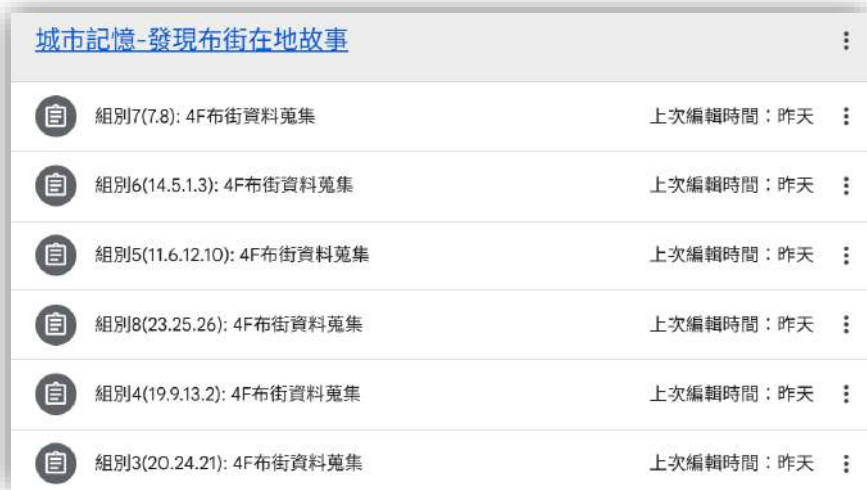 城市記憶-發現布街在地故事
組別7(7.8): 4F布街資料蒐集 上次編輯時間：昨天
組別6(14.5.1.3): 4F布街資料蒐集 上次編輯時間：昨天
組別5(11.6.12.10): 4F布街資料蒐集 上次編輯時間：昨天
組別8(23.25.26): 4F布街資料蒐集 上次編輯時間：昨天
組別4(19.9.13.2): 4F布街資料蒐集 上次編輯時間：昨天
組別3(20.24.21): 4F布街資料蒐集 上次編輯時間：昨天